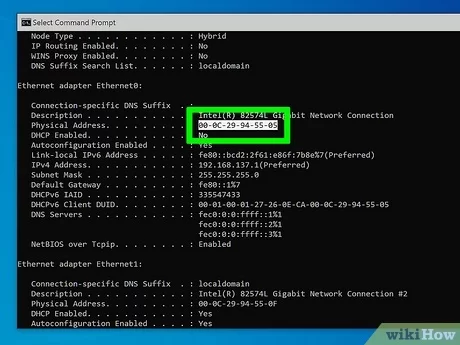 Select Command Prompt
Node Type . . . . . . . . . . . . : Hybrid
IP Routing Enabled. . . . . . . . : No
WINS Proxy Enabled. . . . . . . . : No
DNS Suffix Search List. . . . . . : localdomain
Ethernet adapter Ethernet0:
Connection-specific DNS Suffix  . :
Description . . . . . . . . . . . : Intel(R) 82574L Gigabit Network Connection
Physical Address. . . . . . . . . : 00-0C-29-94-55-05
DHCP Enabled. . . . . . . . . . . : No
Autoconfiguration Enabled . . . . : Yes
Link-local IPv6 Address . . . . . : fe80::bcd2:2f61:e86f:7b8e%7(Preferred)
IPv4 Address. . . . . . . . . . . : 192.168.137.1(Preferred)
Subnet Mask . . . . . . . . . . . : 255.255.255.0
Default Gateway . . . . . . . . . : fe80::1%7
DHCPv6 IAID . . . . . . . . . . . : 335547433
DHCPv6 Client DUID. . . . . . . . : 00-01-00-01-27-26-0E-CA-00-0C-29-94-55-05
DNS Servers . . . . . . . . . . . : fec0:0:0:ffff::1%1
fec0:0:0:ffff::2%1
fec0:0:0:ffff::3%1
NetBIOS over Tcpip. . . . . . . . : Enabled
Ethernet adapter Ethernet1:
Connection-specific DNS Suffix  . : localdomain
Description . . . . . . . . . . . : Intel(R) 82574L Gigabit Network Connection #2
Physical Address. . . . . . . . . : 00-0C-29-94-55-0F
DHCP Enabled. . . . . . . . . . . : Yes
Autoconfiguration Enabled . . . . : Yes
wikiHow